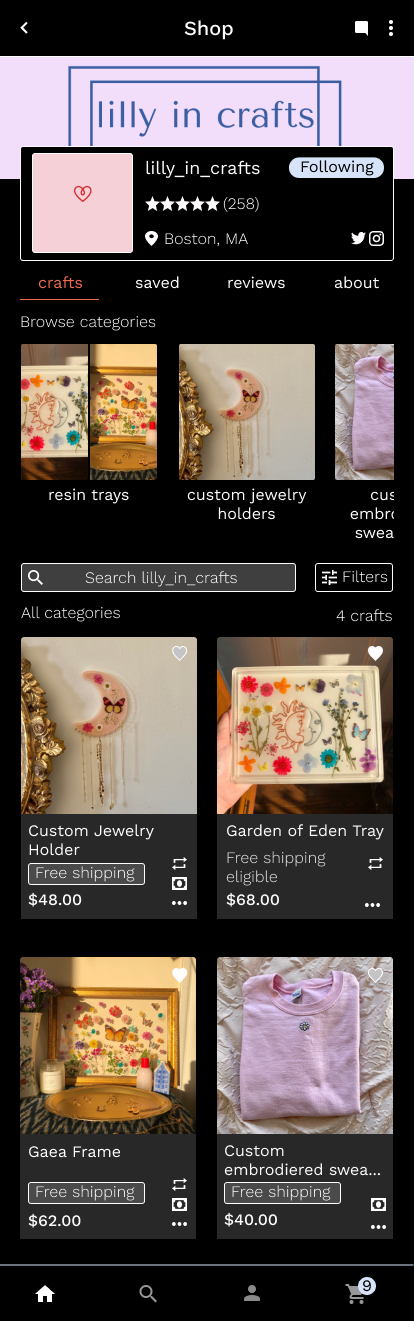 Shop
lilly in crafts
lilly_in_crafts
Following
(258)
Boston, MA
crafts
saved
reviews
about
Browse categories
resin trays
custom jewelry
holders
cus
embro
swea
Search lilly_in_crafts
Filters
All categories
4 crafts
Custom Jewelry
Holder
Free shipping
$48.00
Garden of Eden Tray
Free shipping
eligible
$68.00
Gaea Frame
Free shipping
$62.00
Custom
embrodiered swea...
Free shipping
$40.00
9